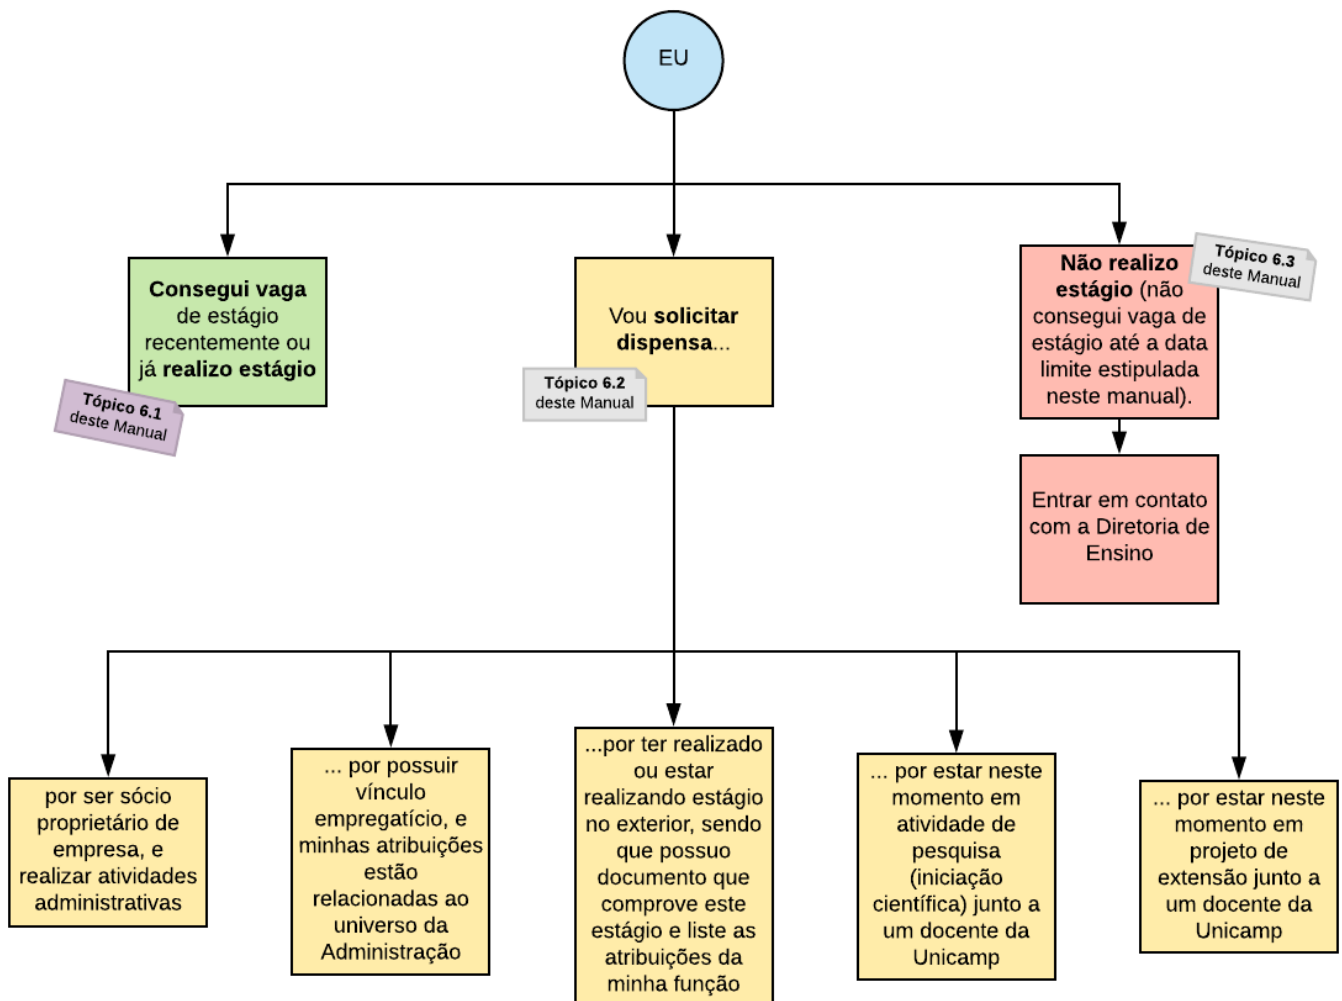 EU
Consegui vaga
de estágio
recentemente ou
já realizo estágio
Tópico 6.1
deste Manual
Vou solicitar
dispensa...
Tópico 6.2
deste Manual
Não realizo
estágio (não
consegui vaga de
estágio até a data
limite estipulada
neste manual).
Tópico 6.3
deste Manual
Entrar em contato
com a Diretoria de
Ensino
por ser sócio
proprietário de
empresa, e
realizar atividades
administrativas
... por possuir
vínculo
empregatício, e
minhas atribuições
estão
relacionadas ao
universo da
Administração
...por ter realizado
ou estar
realizando estágio
no exterior, sendo
que possuo
documento que
comprove este
estágio e liste as
atribuições da
minha função
... por estar neste
momento em
atividade de
pesquisa
(iniciação
científica) junto a
um docente da
Unicamp
... por estar neste
momento em
projeto de
extensão junto a
um docente da
Unicamp